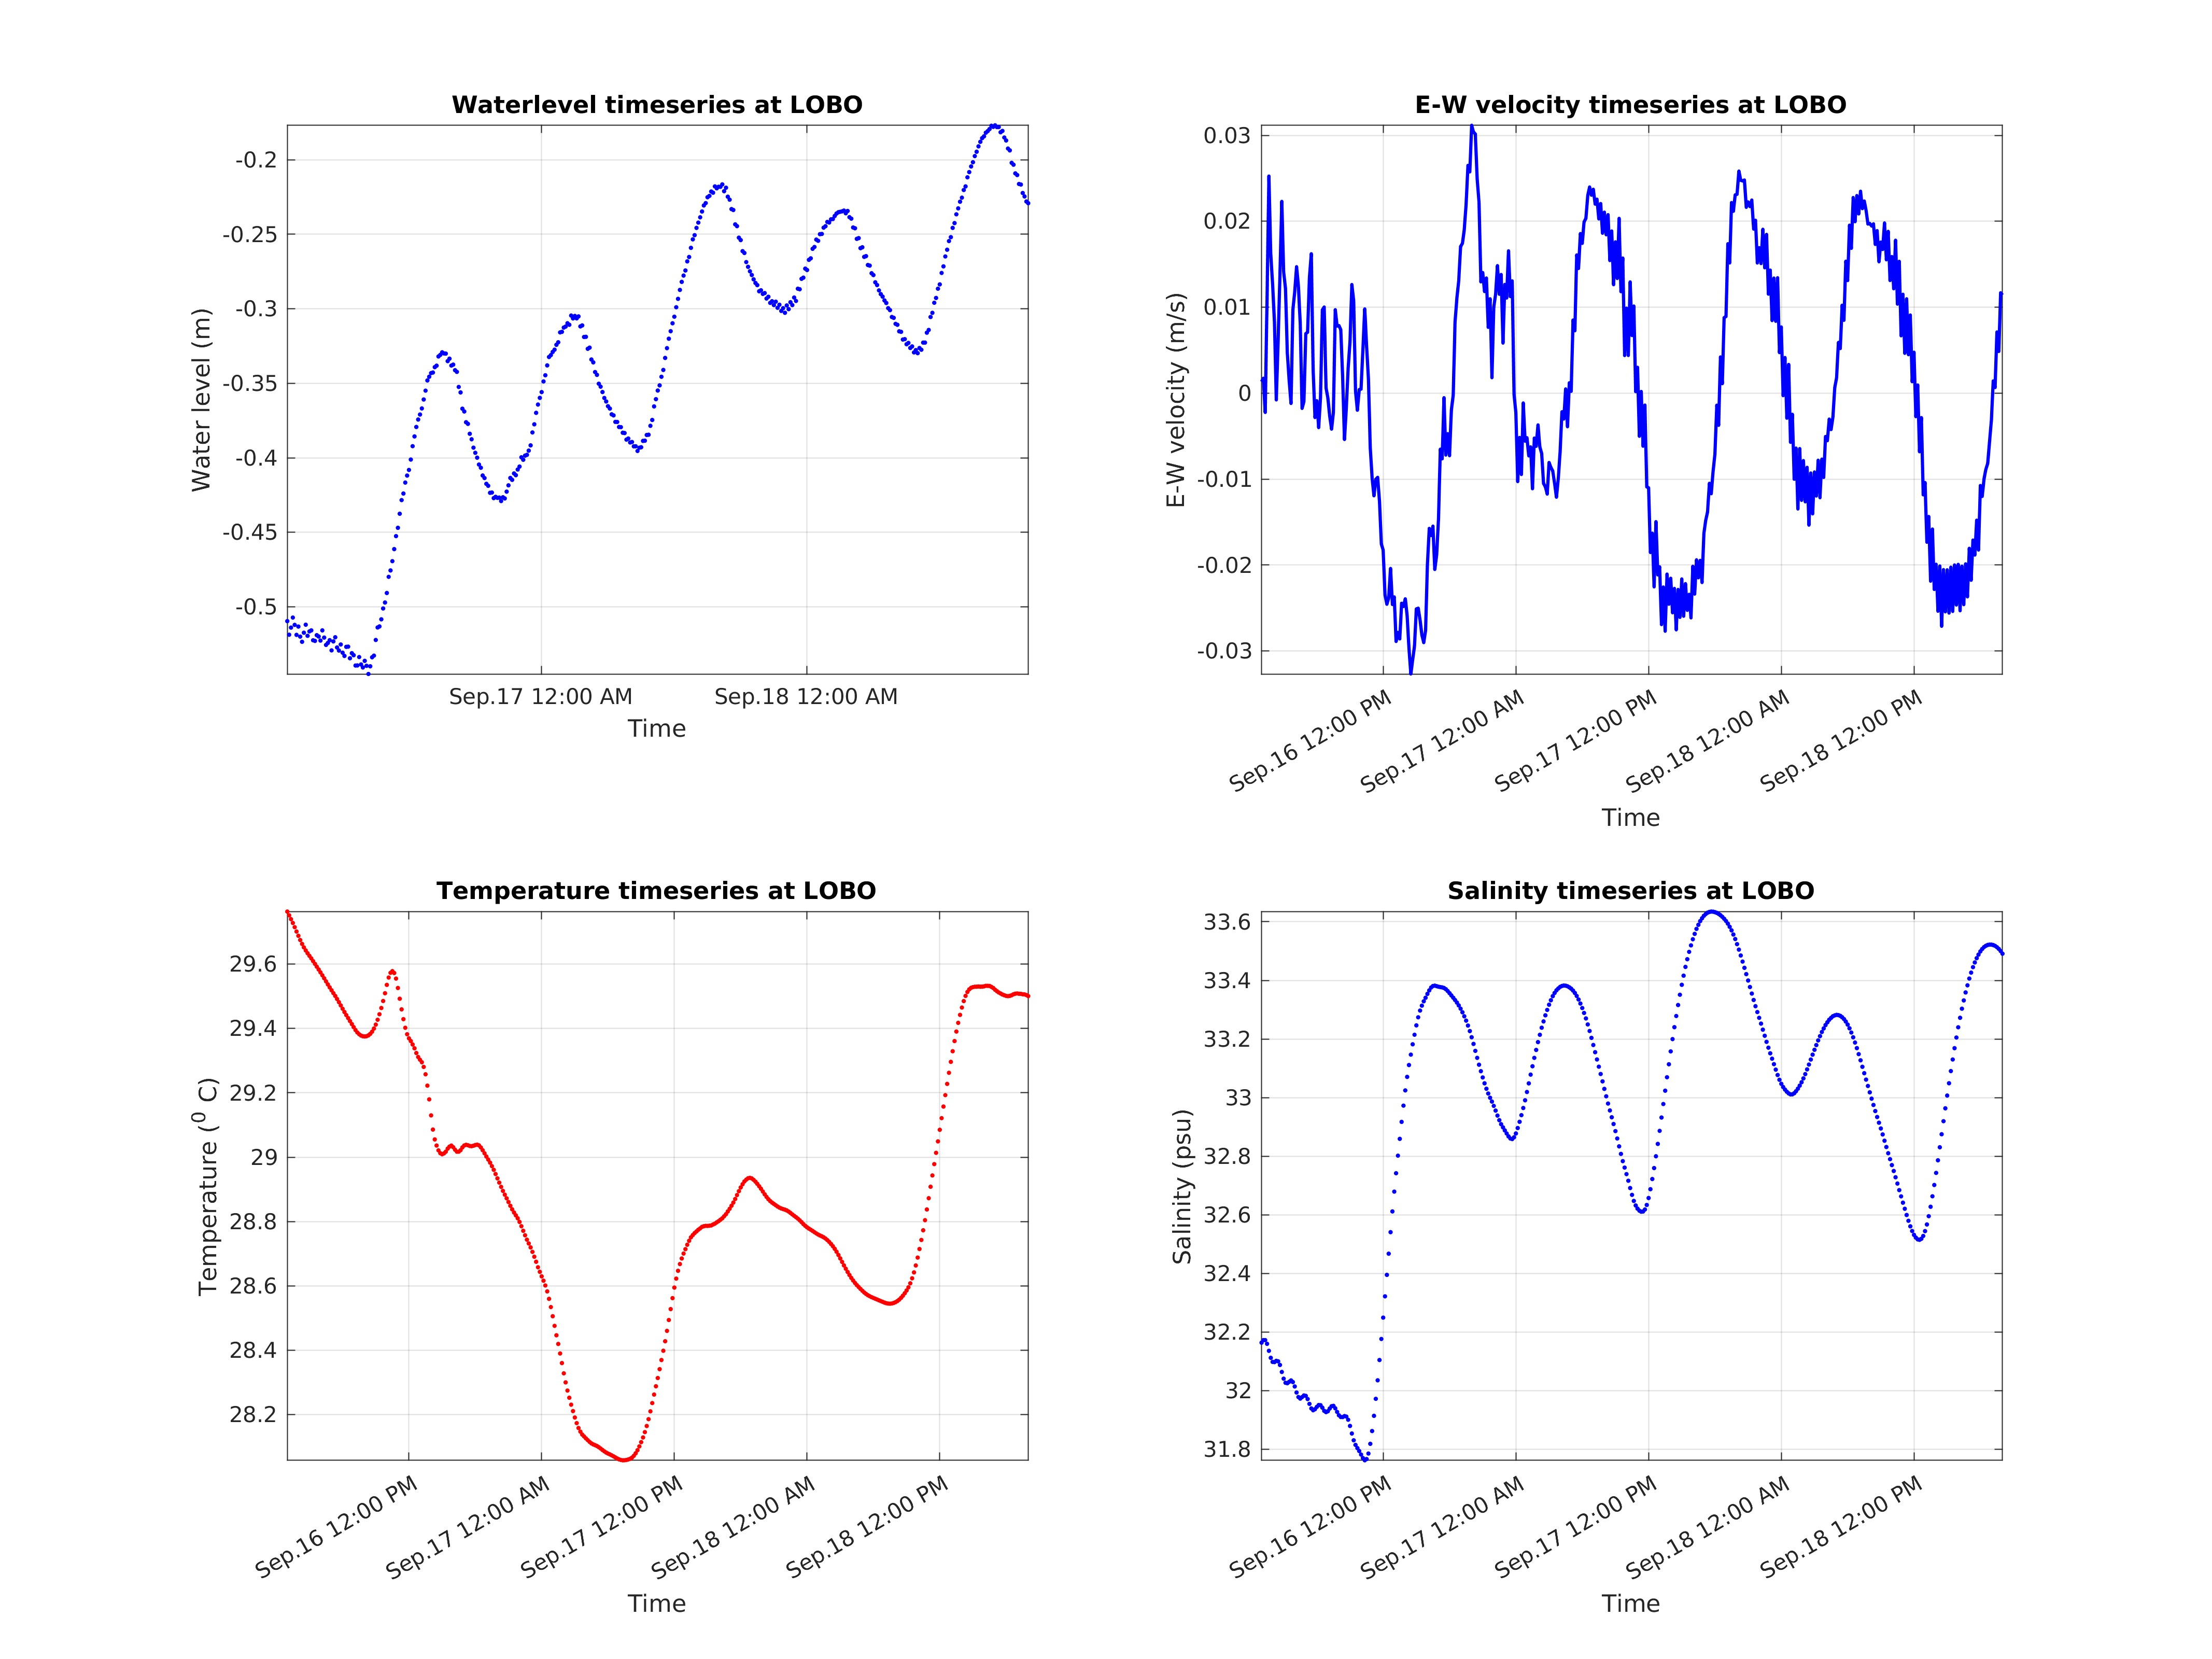 Waterlevel timeseries at LOBO
-0.2
-0.25
-0.3
-0.35
-0.4
-0.45
-0.5
Water level (m)
Sep.17 12:00 AM
Sep.18 12:00 AM
Time
E-W velocity timeseries at LOBO
0.03
0.02
0.01
0
-0.01
-0.02
-0.03
E-W velocity (m/s)
Sep.16 12:00 PM
Sep.17 12:00 AM
Sep.17 12:00 PM
Sep.18 12:00 AM
Sep.18 12:00 PM
Time
Temperature timeseries at LOBO
29.6
29.4
29.2
29
28.8
28.6
28.4
28.2
Temperature (⁰ C)
Sep.16 12:00 PM
Sep.17 12:00 AM
Sep.17 12:00 PM
Sep.18 12:00 AM
Sep.18 12:00 PM
Time
Salinity timeseries at LOBO
33.6
33.4
33.2
33
32.8
32.6
32.4
32.2
32
31.8
Salinity (psu)
Sep.16 12:00 PM
Sep.17 12:00 AM
Sep.17 12:00 PM
Sep.18 12:00 AM
Sep.18 12:00 PM
Time